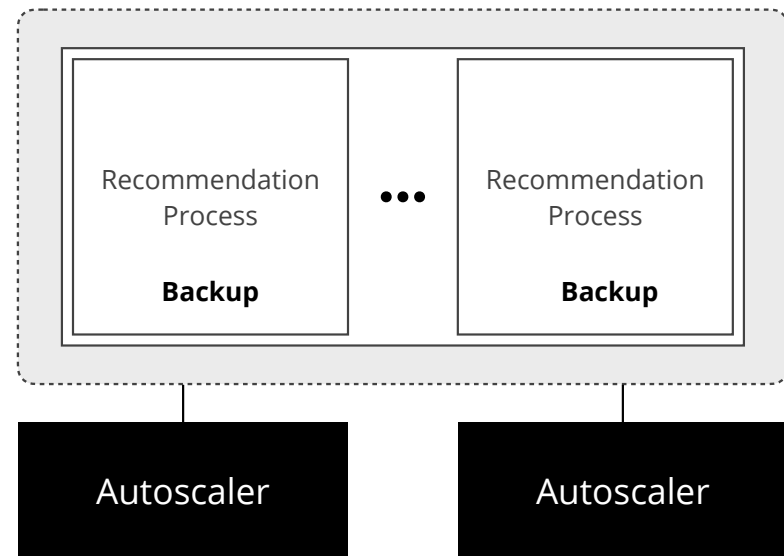 Recommendation
Process
Backup
•••
Recommendation
Process
Backup
Autoscaler
Autoscaler